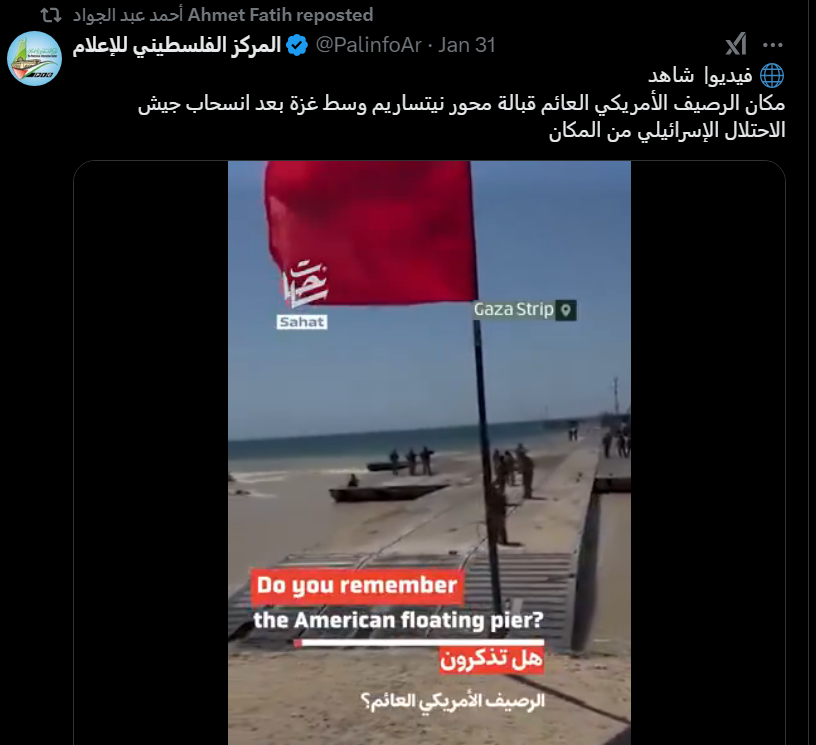 أحمد عبد الجواد Ahmet Fatih reposted
المركز الفلسطيني للإعلام @PalinfoAr · Jan 31
فيديو| شاهد
مكان الرصيف الأمريكي العائم قبالة محور نيتساريم وسط غزة بعد انسحاب جيش
الاحتلال الإسرائيلي من المكان
ساحات
Sahat
Gaza Strip
Do you remember
the American floating pier?
هل تذكرون
الرصيف الأمريكي العائم؟